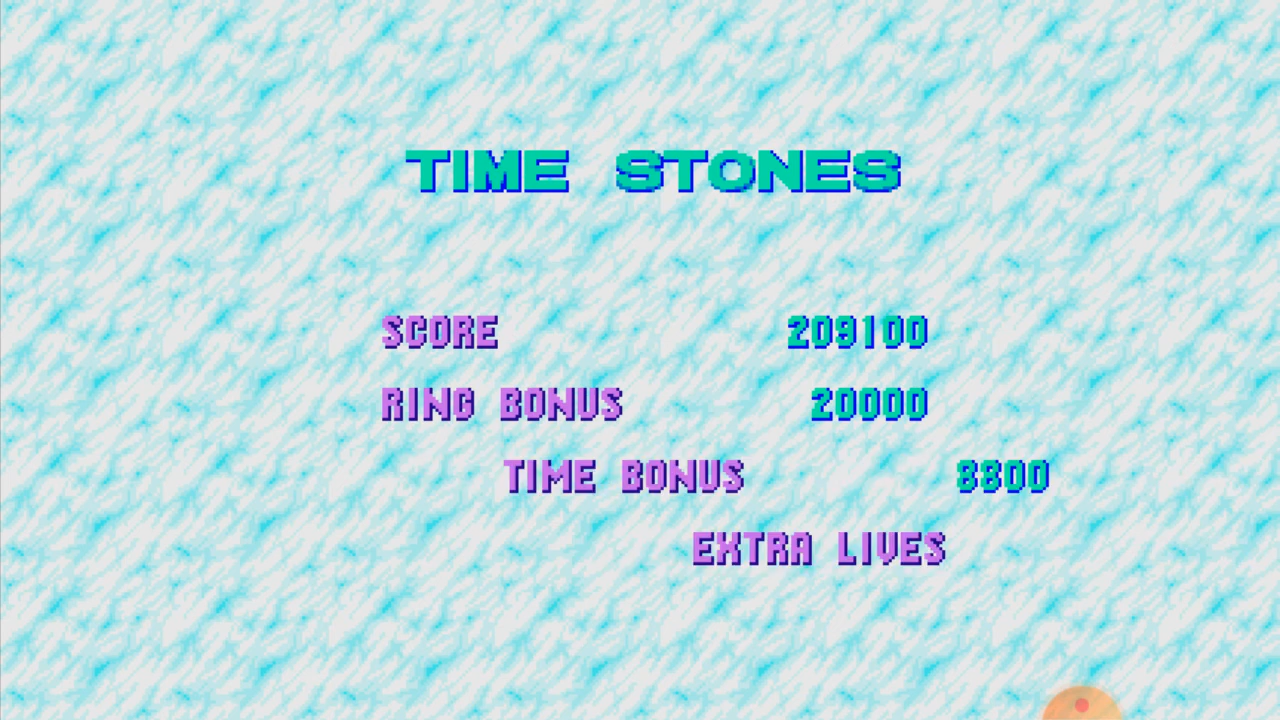 TIME STONES
SCORE 209100
RING BONUS 20000
TIME BONUS 8800
EXTRA LIVES